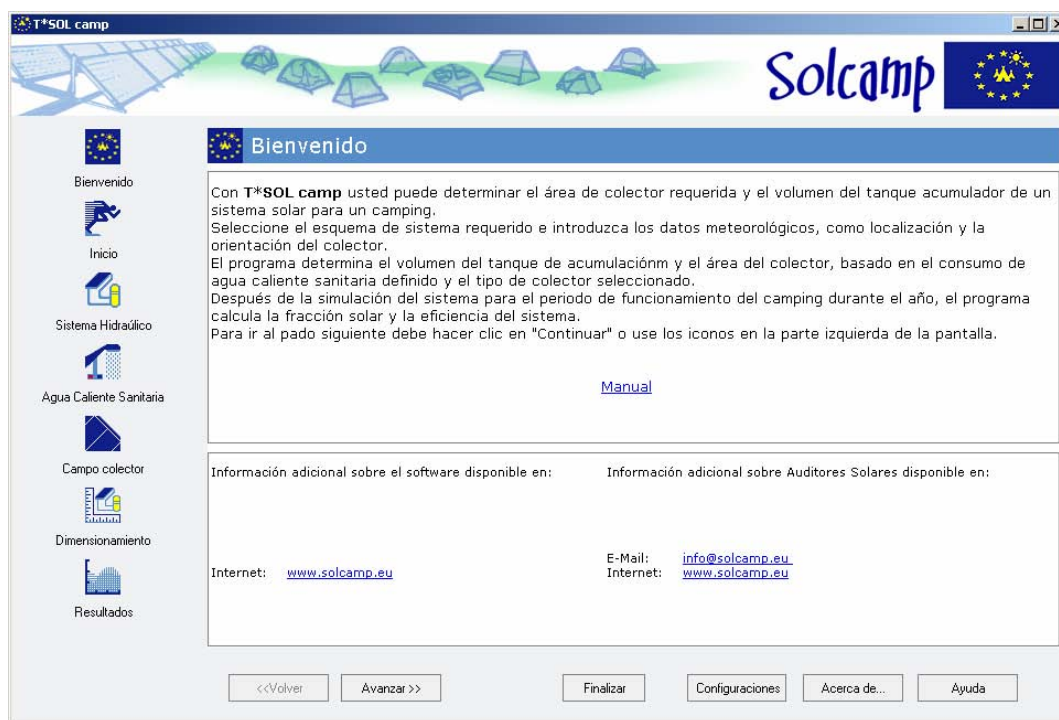 T*SOL camp
Solcamp
Bienvenido
Inicio
Sistema Hidraúlico
Agua Caliente Sanitaria
Campo colector
Dimensionamiento
Resultados
Bienvenido
Con T*SOL camp usted puede determinar el área de colector requerida y el volumen del tanque acumulador de un
sistema solar para un camping.
Seleccione el esquema de sistema requerido e introduzca los datos meteorológicos, como localización y la
orientación del colector.
El programa determina el volumen del tanque de acumulaciónm y el área del colector, basado en el consumo de
agua caliente sanitaria definido y el tipo de colector seleccionado.
Después de la simulación del sistema para el periodo de funcionamiento del camping durante el año, el programa
calcula la fracción solar y la eficiencia del sistema.
Para ir al pado siguiente debe hacer clic en "Continuar" o use los iconos en la parte izquierda de la pantalla.
Manual
Información adicional sobre el software disponible en:
Internet: www.solcamp.eu
Información adicional sobre Auditores Solares disponible en:
E-Mail: info@solcamp.eu
Internet: www.solcamp.eu
<<Volver
Avanzar >>
Finalizar
Configuraciones
Acerca de...
Ayuda